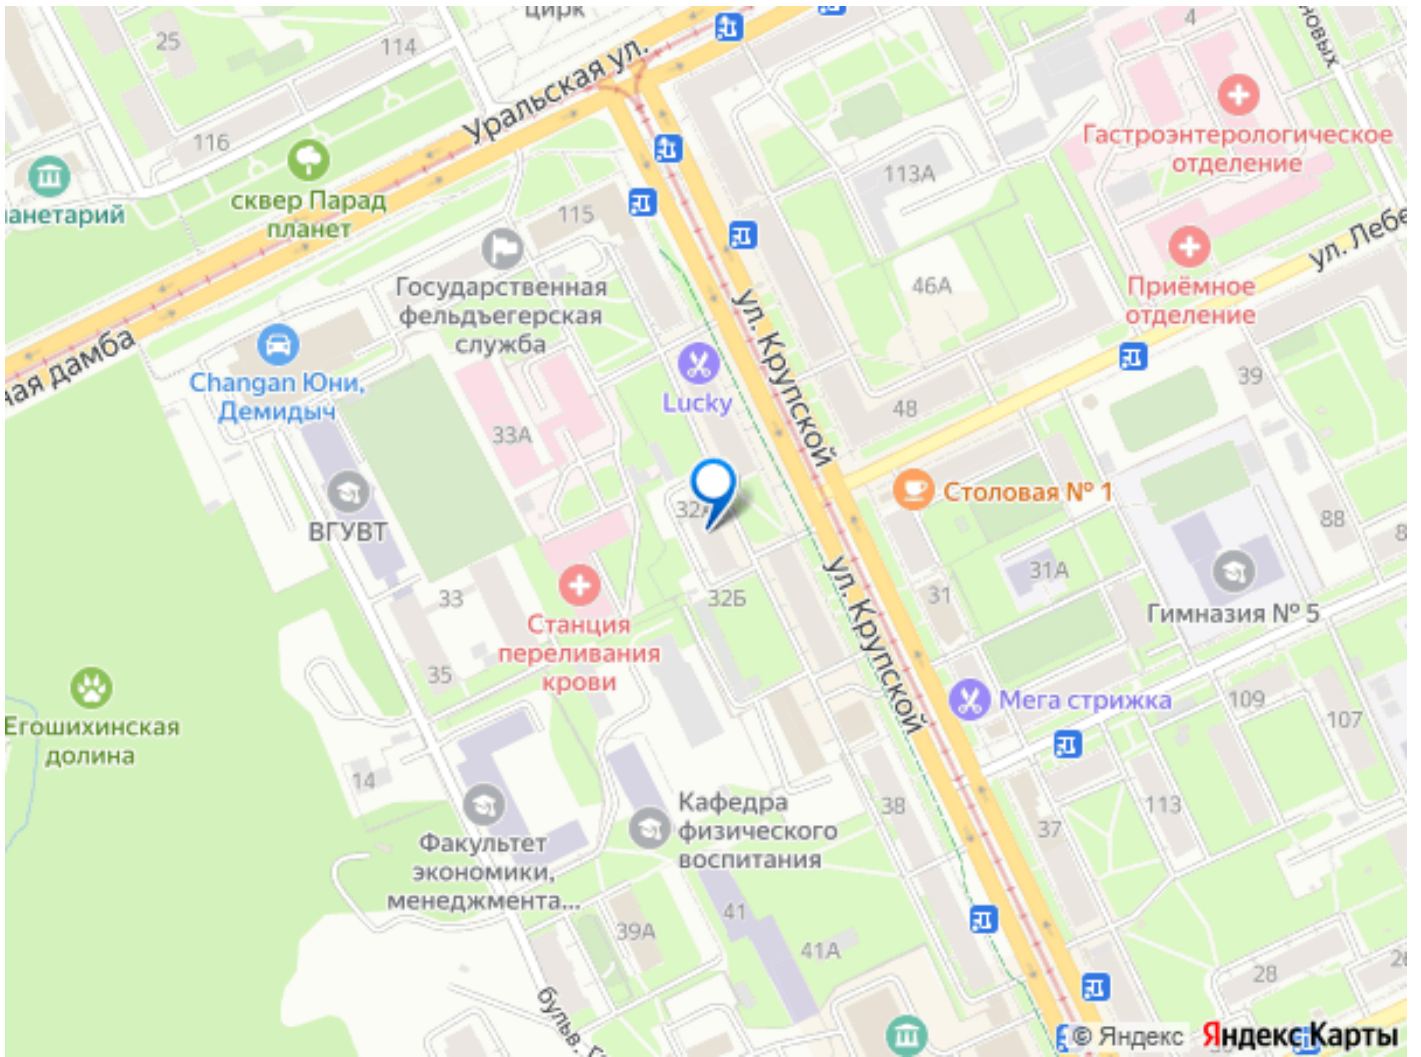 цирк
25
114
4
новых
Уральская ул.
116
Гастроэнтерологическое
отделение
113А
сквер Парад
планет
анетарий
115
ул. Лебе
Государственная
фельдъегерская
служба
46А
Приёмное
отделение
ул. Крупской
ная дамба
Changan Юни,
Демидыч
39
Lucky
48
33А
Столовая № 1
32А
ВГУВТ
88
8
31А
ул. Крупской
33
32Б
31
Гимназия № 5
Станция
переливания
крови
35
Мега стрижка
109
107
Егошихинская
долина
14
38
113
Кафедра
физического
воспитания
37
Факультет
экономики,
менеджмента...
41
39А
41А
28
26
бульв. Г
© Яндекс Яндекс Карты